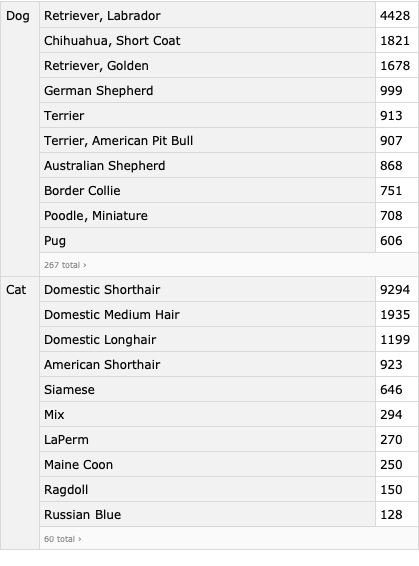 Dog Retriever, Labrador 4428
Chihuahua, Short Coat 1821
Retriever, Golden 1678
German Shepherd 999
Terrier 913
Terrier, American Pit Bull 907
Australian Shepherd 868
Border Collie 751
Poodle, Miniature 708
Pug 606
267 total ›
Cat Domestic Shorthair 9294
Domestic Medium Hair 1935
Domestic Longhair 1199
American Shorthair 923
Siamese 646
Mix 294
LaPerm 270
Maine Coon 250
Ragdoll 150
Russian Blue 128
60 total ›